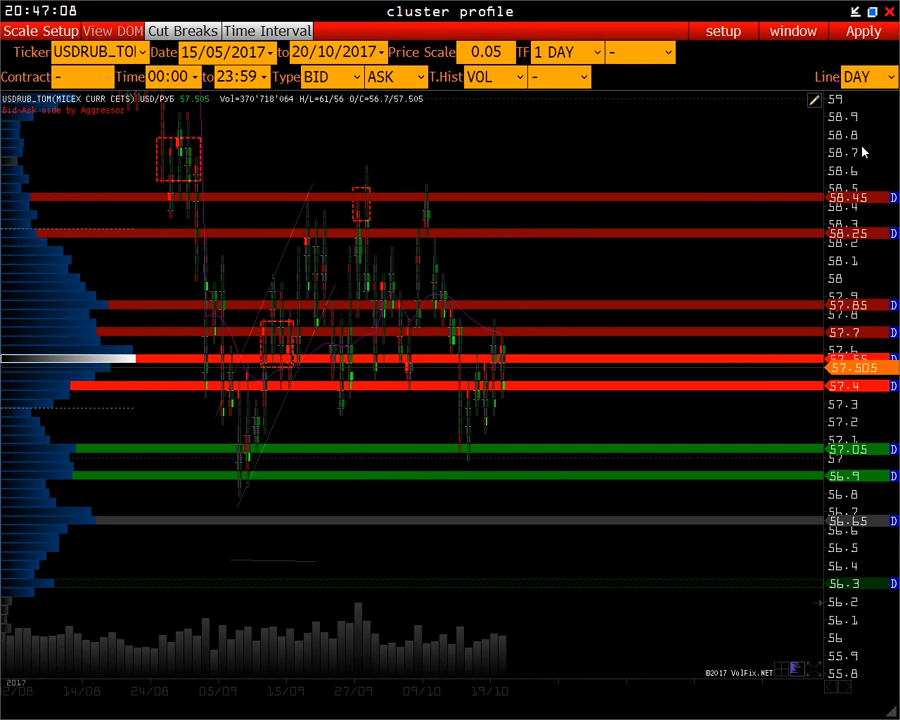 20:47:08 cluster profile
Scale Setup View DOM Cut Breaks Time Interval setup window Apply
Ticker USDRUB_TO Date 15/05/2017 to 20/10/2017 Price Scale 0.05 TF 1 DAY -
Contract - Time 00:00 to 23:59 Type BID ASK T.Hist VOL - Line DAY
USDRUB_TOM(MICEX CURR CETS) USD/РУБ 57.505 Vol=370'718'064 H/L=61/56 O/C=56.7/57.505
Bid-Ask side by Aggressor
59
58.9
58.8
58.7
58.6
58.5
58.45 D
58.4
58.3
58.25 D
58.2
58.1
58
57.9
57.85 D
57.8
57.7 D
57.6
57.55 D
57.505
57.4 D
57.3
57.2
57.1
57.05 D
57
56.9 D
56.8
56.7
56.65 D
56.6
56.5
56.4
56.3 D
56.2
56.1
56
55.9
55.8
©2017 VolFix.NET
2017
02/08 14/08 24/08 05/09 15/09 27/09 09/10 19/10